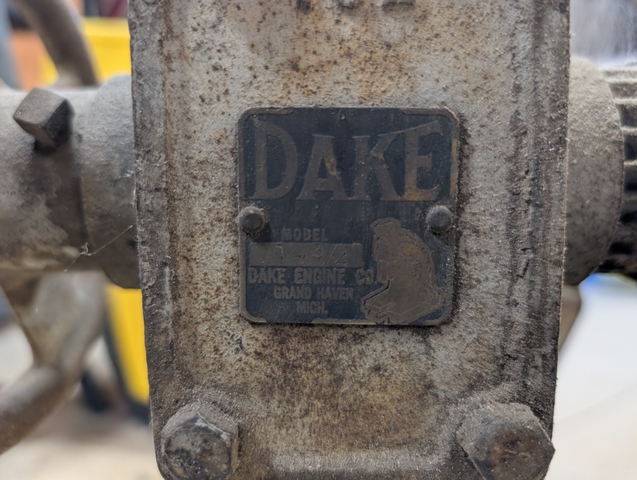 DAKE
MODEL
DAKE ENGINE CO.
GRAND HAVEN
MICH.